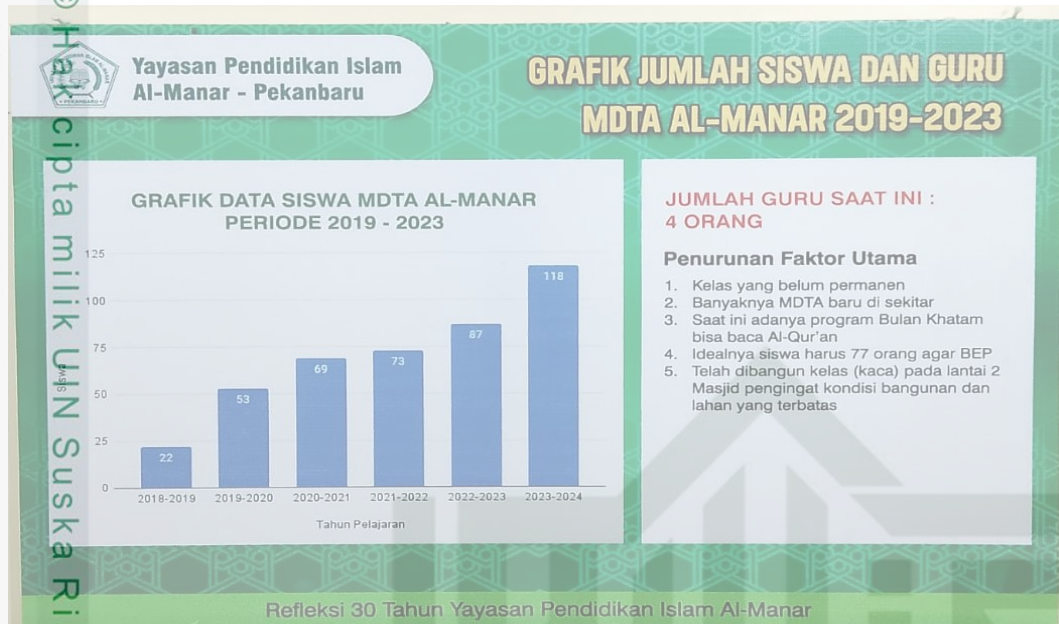 © Hak cipta milik UIN Suska Ri
Yayasan Pendidikan Islam
Al-Manar - Pekanbaru
PEKANBARU
GRAFIK JUMLAH SISWA DAN GURU
MDTA AL-MANAR 2019-2023
GRAFIK DATA SISWA MDTA AL-MANAR
PERIODE 2019 - 2023
125
100
75
50
25
0
Siswa
22
53
69
73
87
118
2018-2019
2019-2020
2020-2021
2021-2022
2022-2023
2023-2024
Tahun Pelajaran
JUMLAH GURU SAAT INI :
4 ORANG
Penurunan Faktor Utama
1. Kelas yang belum permanen
2. Banyaknya MDTA baru di sekitar
3. Saat ini adanya program Bulan Khatam
bisa baca Al-Qur'an
4. Idealnya siswa harus 77 orang agar BEP
5. Telah dibangun kelas (kaca) pada lantai 2
Masjid pengingat kondisi bangunan dan
lahan yang terbatas
Refleksi 30 Tahun Yayasan Pendidikan Islam Al-Manar